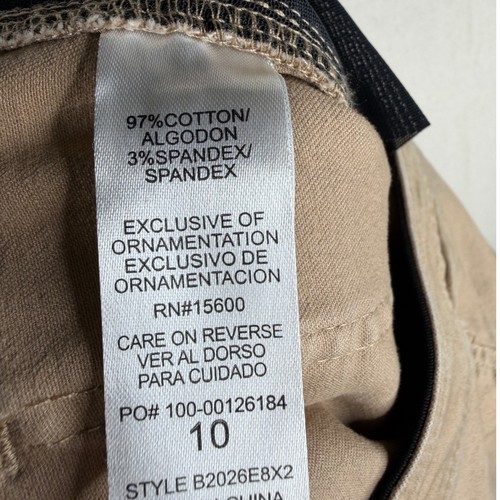 97%COTTON/
ALGODON
3%SPANDEX/
SPANDEX
EXCLUSIVE OF
ORNAMENTATION
EXCLUSIVO DE
ORNAMENTACION
RN#15600
CARE ON REVERSE
VER AL DORSO
PARA CUIDADO
PO# 100-00126184
10
STYLE B2026E8X2
CHINA